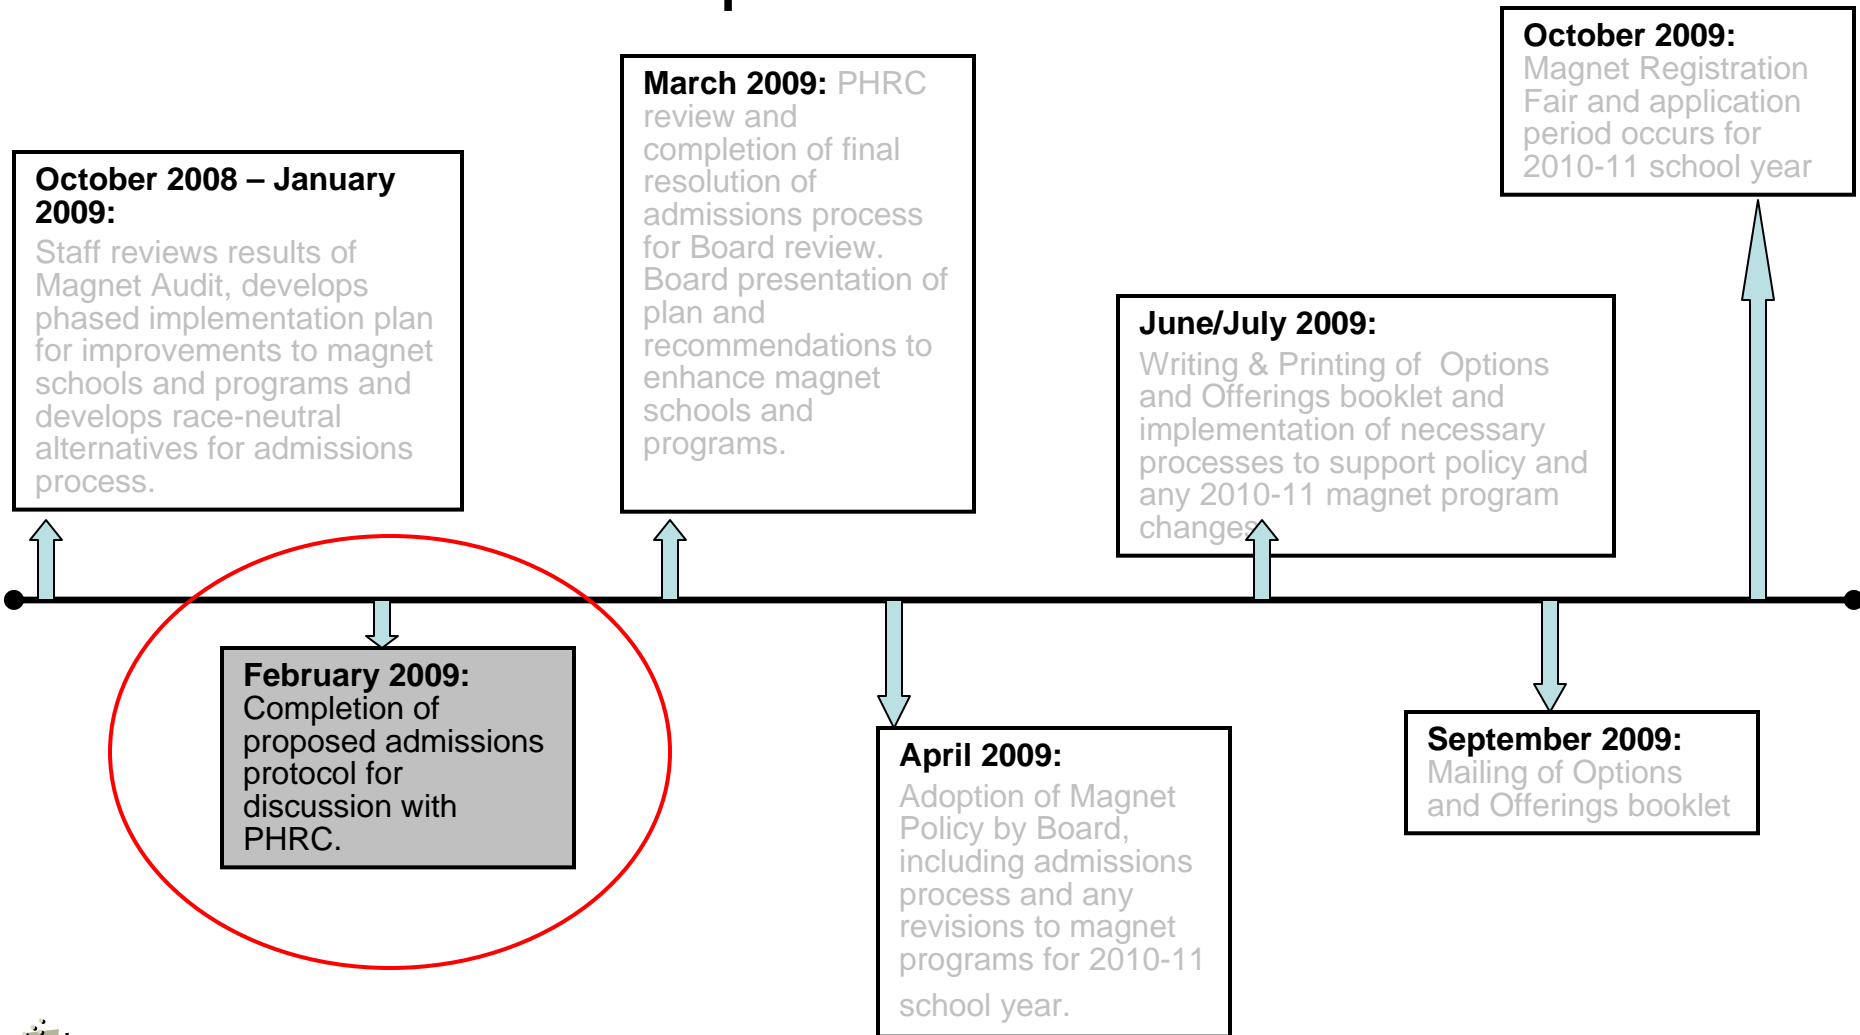 October 2008 – January
2009:
Staff reviews results of
Magnet Audit, develops
phased implementation plan
for improvements to magnet
schools and programs and
develops race-neutral
alternatives for admissions
process.
February 2009:
Completion of
proposed admissions
protocol for
discussion with
PHRC.
March 2009: PHRC
review and
completion of final
resolution of
admissions process
for Board review.
Board presentation of
plan and
recommendations to
enhance magnet
schools and
programs.
April 2009:
Adoption of Magnet
Policy by Board,
including admissions
process and any
revisions to magnet
programs for 2010-11
school year.
June/July 2009:
Writing & Printing of Options
and Offerings booklet and
implementation of necessary
processes to support policy and
any 2010-11 magnet program
changes
September 2009:
Mailing of Options
and Offerings booklet
October 2009:
Magnet Registration
Fair and application
period occurs for
2010-11 school year